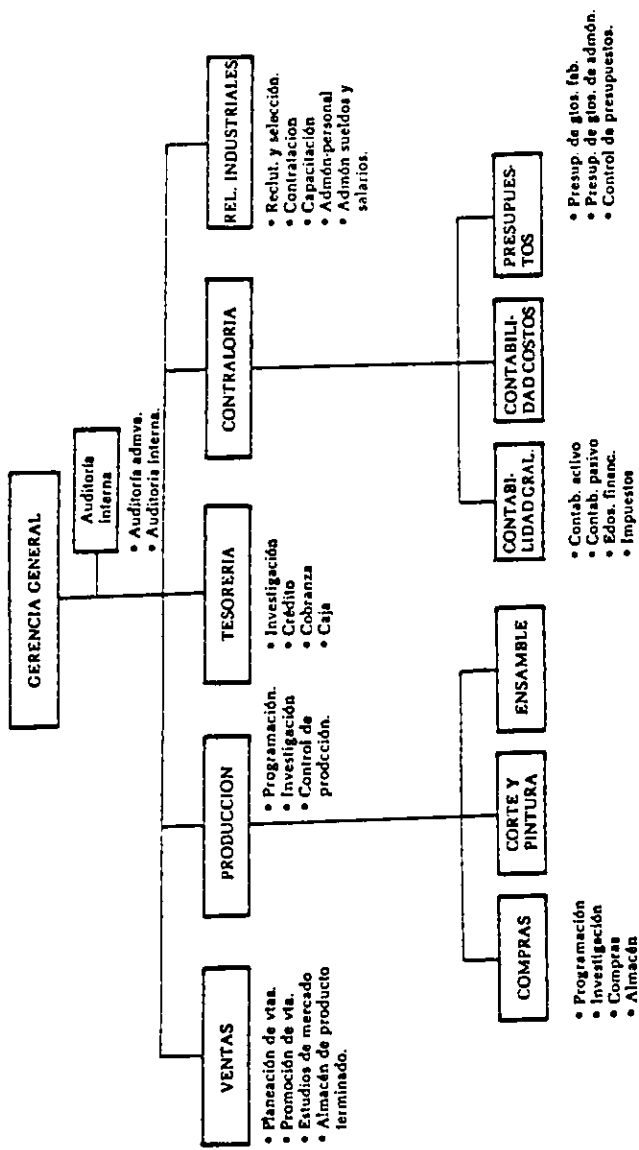 GERENCIA GENERAL
Auditoría
interna
• Auditoría admva.
• Auditoría interna.
VENTAS
• Planeación de vtas.
• Promoción de vta.
• Estudios de mercado
• Almacén de producto
terminado.
PRODUCCION
• Programación.
• Investigación
• Control de
prodcción.
TESORERIA
• Investigación
• Crédito
• Cobranza
• Caja
CONTRALORIA
REL. INDUSTRIALES
• Reclut. y selección.
• Contratacion
• Capacitación
• Admón-personal
• Admón sueldos y
salarios.
COMPRAS
• Programación
• Investigación
• Compras
• Almacén
CORTE Y
PINTURA
ENSAMBLE
CONTABI-
LIDAD GRAL.
• Contab. activo
• Contab. pasivo
• Edos. financ.
• Impuestos
CONTABILI-
DAD COSTOS
PRESUPUES-
TOS
• Presup. de gtos. fab.
• Presup. de gtos. de admón.
• Control de presupuestos.